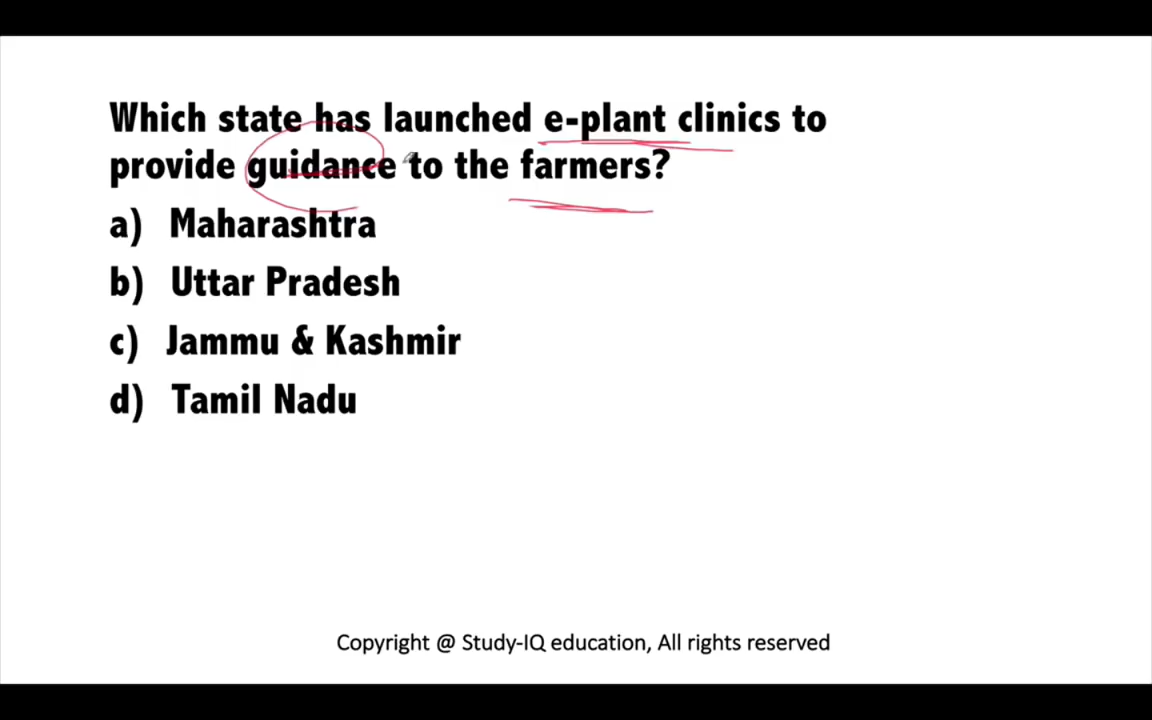 Which state has launched e-plant clinics to
provide guidance to the farmers?
a) Maharashtra
b) Uttar Pradesh
c) Jammu & Kashmir
d) Tamil Nadu
Copyright @ Study-IQ education, All rights reserved